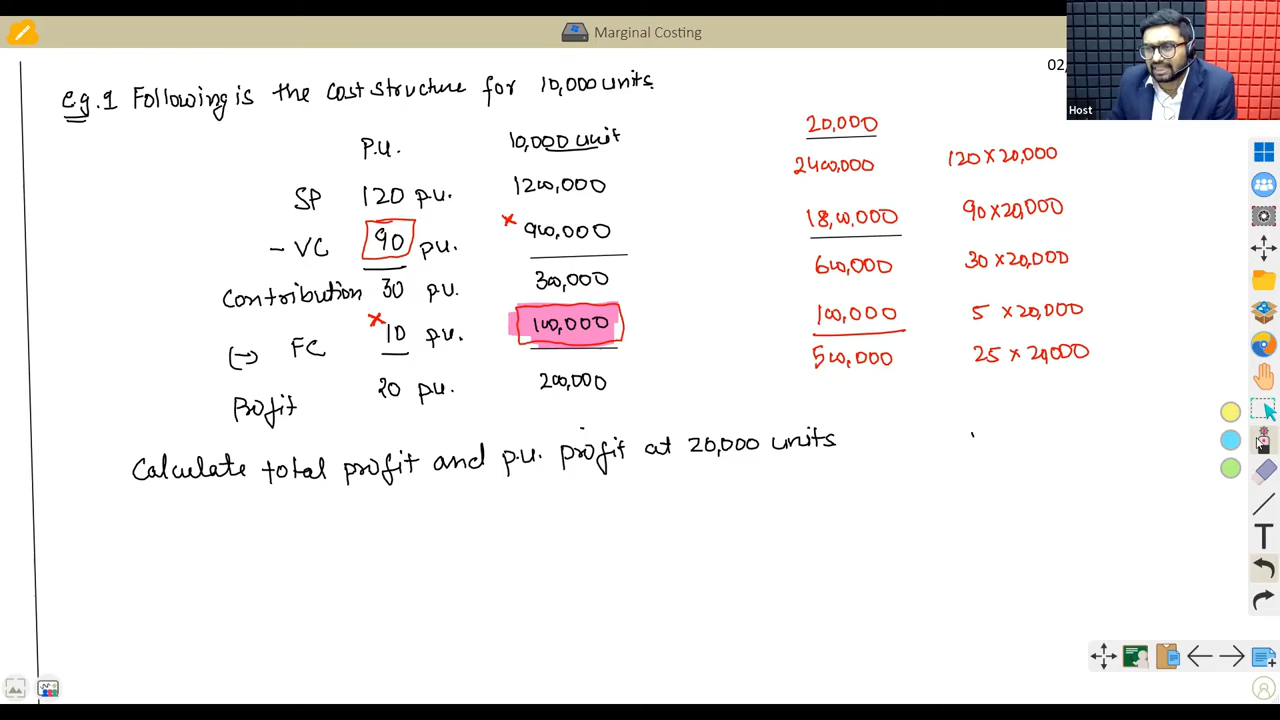 Marginal Costing
02/
Host
eg.1 Following is the cost structure for 10,000 units.
P.U. 10,000 unit 20,000
SP 120 p.u. 1200,000 2400,000 120 × 20,000
- VC 90 p.u. × 900,000 18,00,000 90 × 20,000
Contribution 30 p.u. 300,000 600,000 30 × 20,000
(-) FC × 10 p.u. 100,000 100,000 5 × 20,000
Profit 20 p.u. 200,000 500,000 25 × 20,000
Calculate total profit and p.u. profit at 20,000 units
T